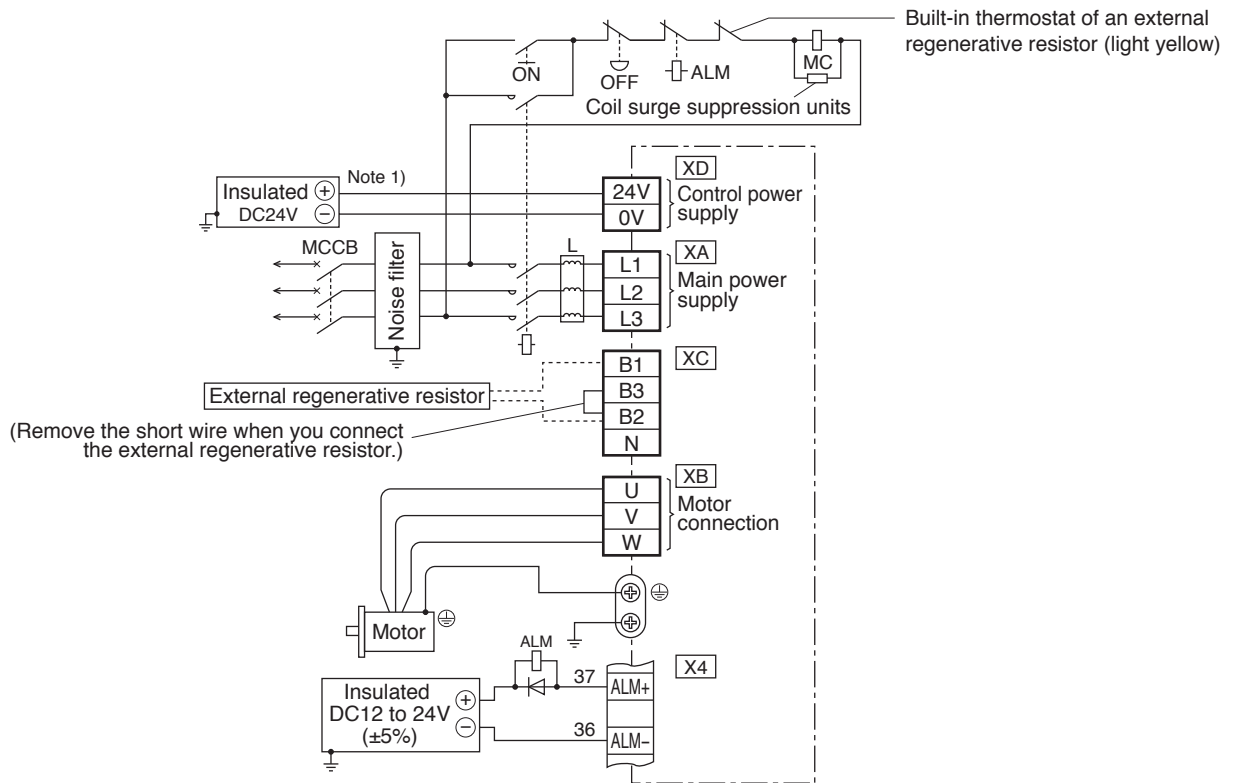 Built-in thermostat of an external
regenerative resistor (light yellow)
ON
OFF
ALM
MC
Coil surge suppression units
Insulated
DC24V
+
−
Note 1)
XD
24V
0V
Control power
supply
MCCB
Noise filter
L
XA
L1
L2
L3
Main power
supply
XC
B1
B3
B2
N
External regenerative resistor
(Remove the short wire when you connect
the external regenerative resistor.)
XB
U
V
W
Motor
connection
Motor
ALM
X4
Insulated
DC12 to 24V
(±5%)
+
−
37
ALM+
36
ALM−